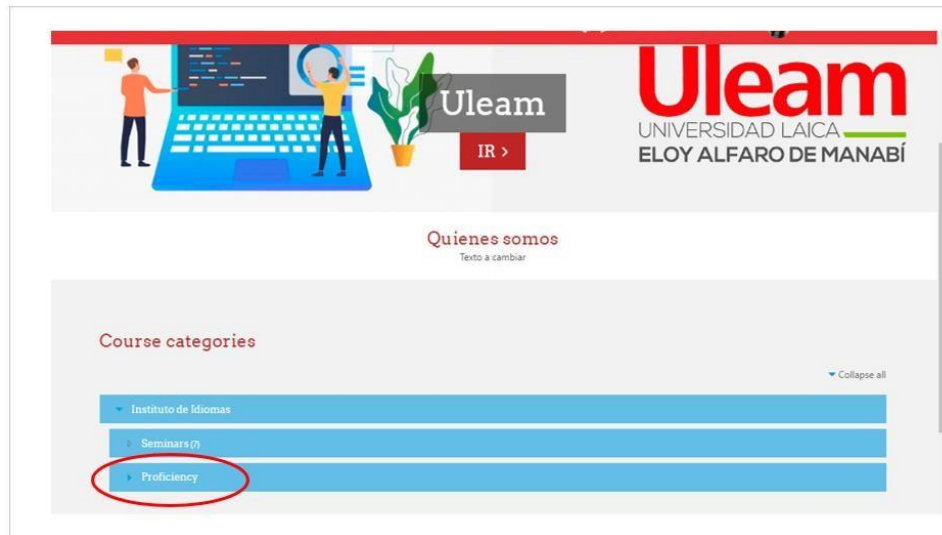 Uleam
IR >
Uleam
UNIVERSIDAD LAICA
ELOY ALFARO DE MANABÍ
Quienes somos
Texto a cambiar
Course categories
Collapse all
Instituto de Idiomas
Seminars (7)
Proficiency